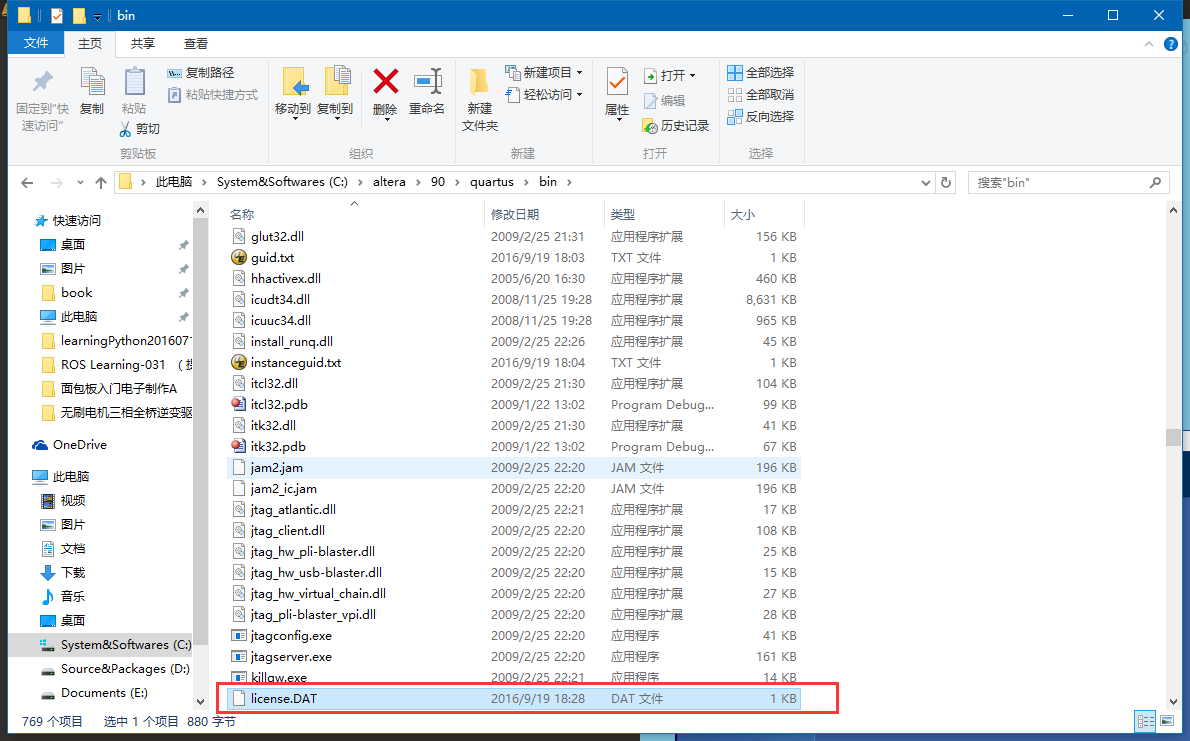 bin
文件 主页 共享 查看
固定到"快速访问"
复制
粘贴
复制路径
粘贴快捷方式
剪切
剪贴板
移动到 复制到 删除 重命名
组织
新建文件夹
新建项目
轻松访问
新建
属性
打开
编辑
历史记录
打开
全部选择
全部取消
反向选择
选择
此电脑 System&Softwares (C:) altera 90 quartus bin
搜索"bin"
快速访问
桌面
图片
book
此电脑
learningPython201607
ROS Learning-031 （
面包板入门电子制作A
无刷电机三相全桥逆变驱
OneDrive
此电脑
视频
图片
文档
下载
音乐
桌面
System&Softwares (C:)
Source&Packages (D:)
Documents (E:)
名称 修改日期 类型 大小
glut32.dll 2009/2/25 21:31 应用程序扩展 156 KB
guid.txt 2016/9/19 18:03 TXT 文件 1 KB
hhactivex.dll 2005/6/20 16:30 应用程序扩展 460 KB
icudt34.dll 2008/11/25 19:28 应用程序扩展 8,631 KB
icuuc34.dll 2008/11/25 19:28 应用程序扩展 965 KB
install_runq.dll 2009/2/25 22:26 应用程序扩展 45 KB
instanceguid.txt 2016/9/19 18:04 TXT 文件 1 KB
itcl32.dll 2009/2/25 21:30 应用程序扩展 104 KB
itcl32.pdb 2009/1/22 13:02 Program Debug... 99 KB
itk32.dll 2009/2/25 21:30 应用程序扩展 41 KB
itk32.pdb 2009/1/22 13:02 Program Debug... 67 KB
jam2.jam 2009/2/25 22:20 JAM 文件 196 KB
jam2_ic.jam 2009/2/25 22:20 JAM 文件 196 KB
jtag_atlantic.dll 2009/2/25 22:21 应用程序扩展 17 KB
jtag_client.dll 2009/2/25 22:20 应用程序扩展 108 KB
jtag_hw_pli-blaster.dll 2009/2/25 22:20 应用程序扩展 25 KB
jtag_hw_usb-blaster.dll 2009/2/25 22:20 应用程序扩展 15 KB
jtag_hw_virtual_chain.dll 2009/2/25 22:20 应用程序扩展 27 KB
jtag_pli-blaster_vpi.dll 2009/2/25 22:20 应用程序扩展 28 KB
jtagconfig.exe 2009/2/25 22:20 应用程序 41 KB
jtagserver.exe 2009/2/25 22:20 应用程序 161 KB
killqw.exe 2009/2/25 22:21 应用程序 14 KB
license.DAT 2016/9/19 18:28 DAT 文件 1 KB
769 个项目 选中 1 个项目 880 字节